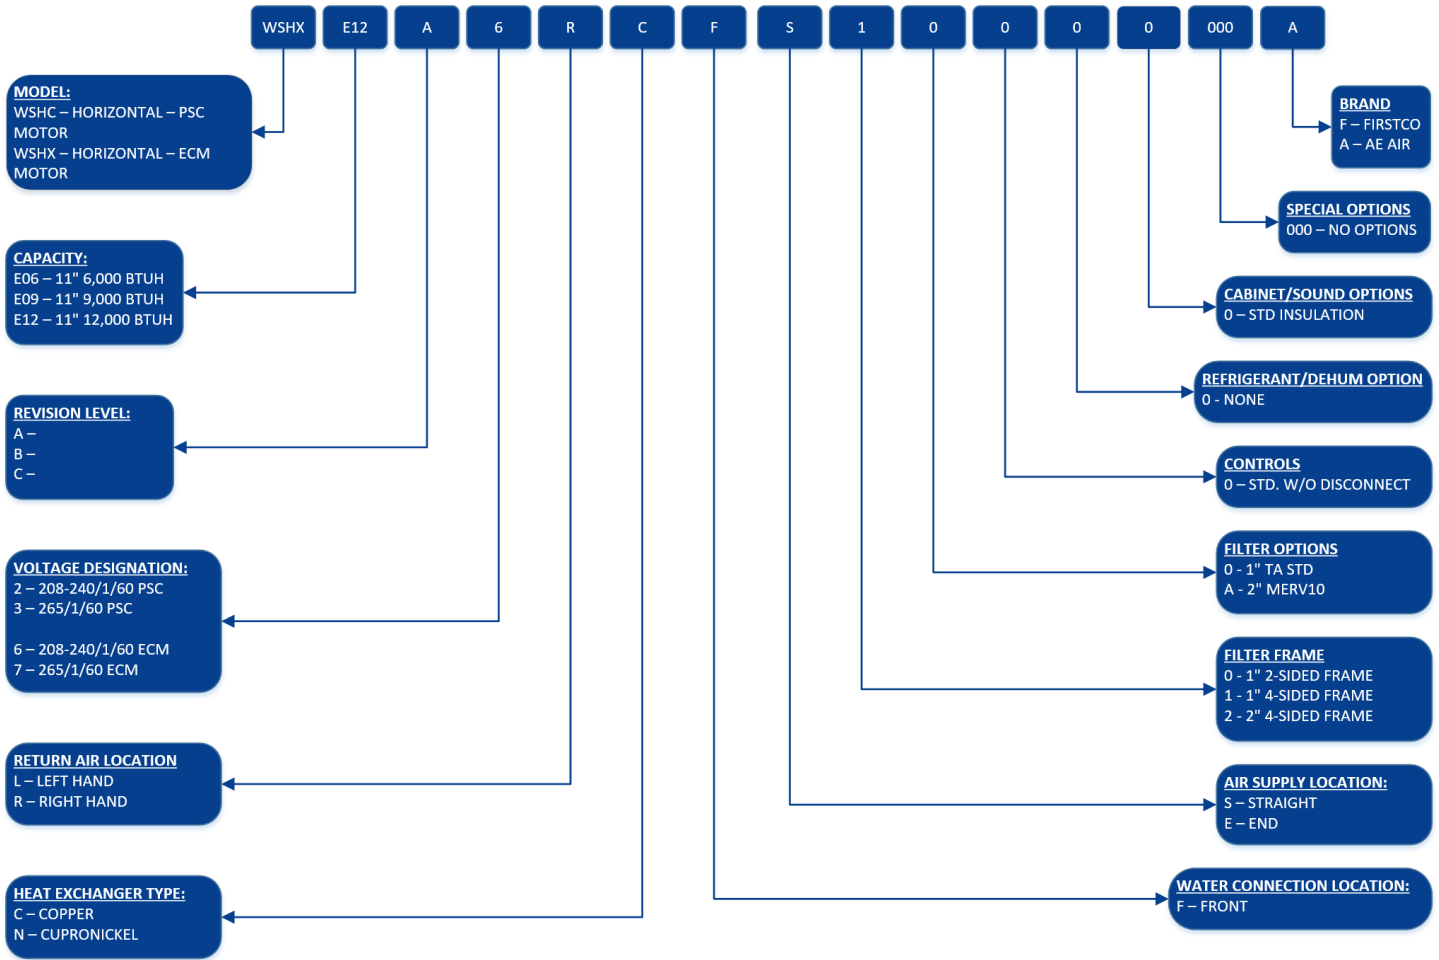 WSHX E12 A 6 R C F S 1 0 0 0 0 000 A
MODEL:
WSHC – HORIZONTAL – PSC
MOTOR
WSHX – HORIZONTAL – ECM
MOTOR
CAPACITY:
E06 – 11" 6,000 BTUH
E09 – 11" 9,000 BTUH
E12 – 11" 12,000 BTUH
REVISION LEVEL:
A –
B –
C –
VOLTAGE DESIGNATION:
2 – 208-240/1/60 PSC
3 – 265/1/60 PSC
6 – 208-240/1/60 ECM
7 – 265/1/60 ECM
RETURN AIR LOCATION
L – LEFT HAND
R – RIGHT HAND
HEAT EXCHANGER TYPE:
C – COPPER
N – CUPRONICKEL
BRAND
F – FIRSTCO
A – AE AIR
SPECIAL OPTIONS
000 – NO OPTIONS
CABINET/SOUND OPTIONS
0 – STD INSULATION
REFRIGERANT/DEHUM OPTION
0 - NONE
CONTROLS
0 – STD. W/O DISCONNECT
FILTER OPTIONS
0 - 1" TA STD
A - 2" MERV10
FILTER FRAME
0 - 1" 2-SIDED FRAME
1 - 1" 4-SIDED FRAME
2 - 2" 4-SIDED FRAME
AIR SUPPLY LOCATION:
S – STRAIGHT
E – END
WATER CONNECTION LOCATION:
F – FRONT